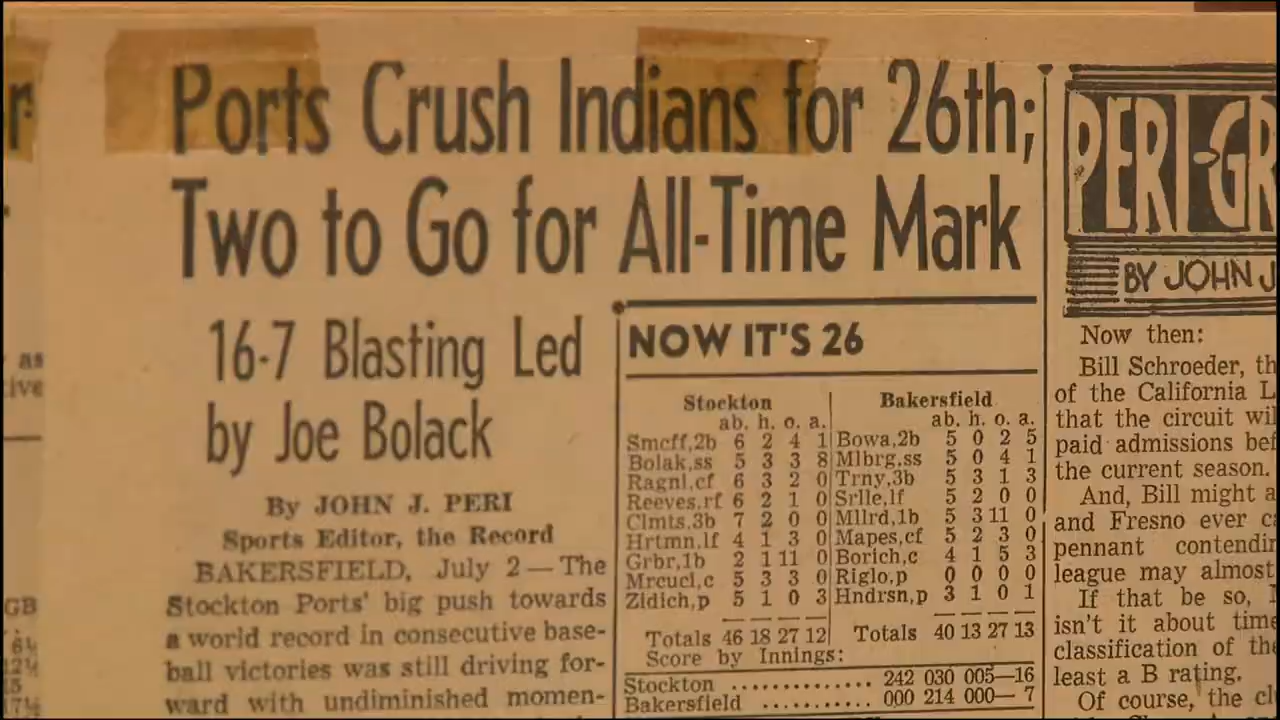 Ports Crush Indians for 26th;
Two to Go for All-Time Mark
16-7 Blasting Led
by Joe Bolack
By JOHN J. PERI
Sports Editor, the Record
BAKERSFIELD, July 2 — The
Stockton Ports' big push towards
a world record in consecutive base-
ball victories was still driving for-
ward with undiminished momen-
NOW IT'S 26
Stockton
ab. h. o. a.
Smcff,2b 6 2 4 1
Bolak,ss 5 3 3 8
Ragni,cf 6 3 2 0
Reeves,rf 6 2 1 0
Clmts,3b 7 2 0 0
Hrtmn,lf 4 1 3 0
Grbr,1b 2 1 11 0
Mrcucl,c 5 3 3 0
Zidich,p 5 1 0 3
Totals 46 18 27 12
Bakersfield
ab. h. o. a.
Bowa,2b 5 0 2 5
Mlbrg,ss 5 0 4 1
Trny,3b 5 3 1 3
Srlle,lf 5 2 0 0
Mllrd,1b 5 3 11 0
Mapes,cf 5 2 3 0
Borich,c 4 1 5 3
Riglo,p 0 0 0 0
Hndrsn,p 3 1 0 1
Totals 40 13 27 13
Score by Innings:
Stockton .............. 242 030 005—16
Bakersfield .......... 000 214 000— 7
PERI-GR
BY JOHN J
Now then:
Bill Schroeder, th
of the California L
that the circuit wil
paid admissions bef
the current season.
And, Bill might a
and Fresno ever c
pennant contendin
league may almost
If that be so,
isn't it about time
classification of the
least a B rating.
Of course, the cl
as
ive
GB